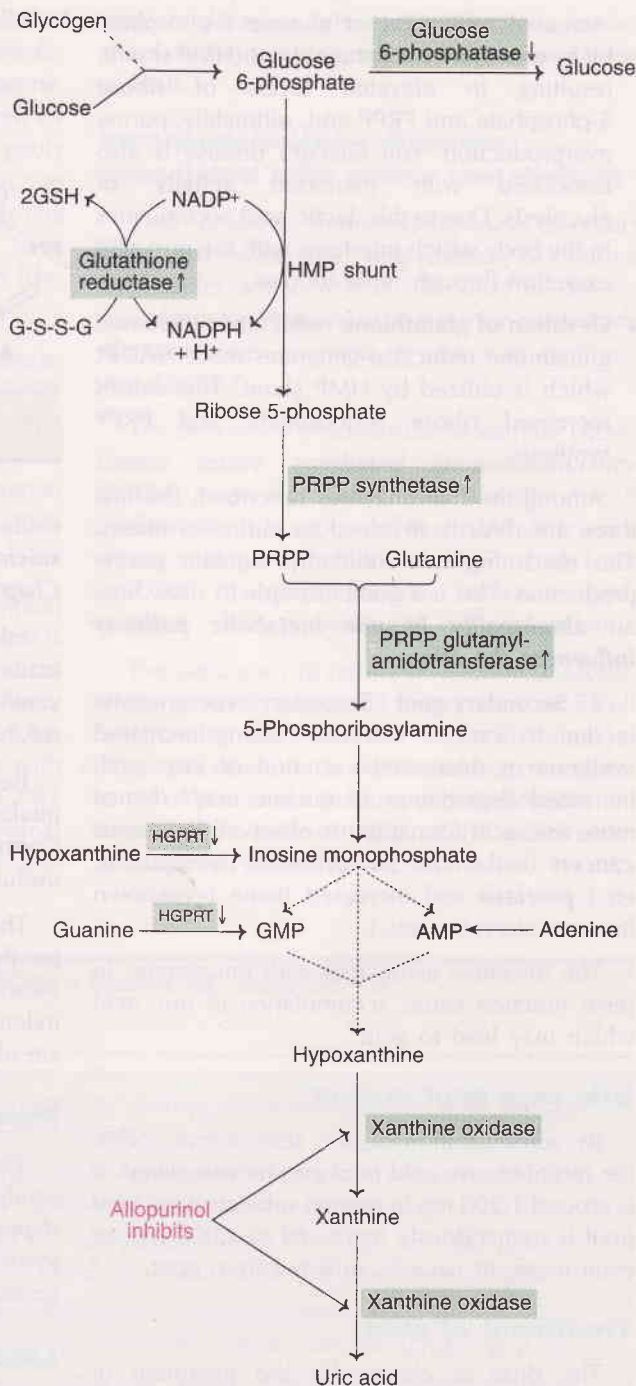 Glycogen
Glucose
Glucose
6-phosphate
Glucose
6-phosphatase ↓
Glucose
2GSH
NADP⁺
Glutathione
reductase ↑
HMP shunt
G-S-S-G
NADPH
+ H⁺
Ribose 5-phosphate
PRPP synthetase ↑
PRPP
Glutamine
PRPP glutamyl-
amidotransferase ↑
5-Phosphoribosylamine
Hypoxanthine
HGPRT ↓
Inosine monophosphate
Guanine
HGPRT ↓
GMP
AMP
Adenine
Hypoxanthine
Xanthine oxidase
Allopurinol
inhibits
Xanthine
Xanthine oxidase
Uric acid